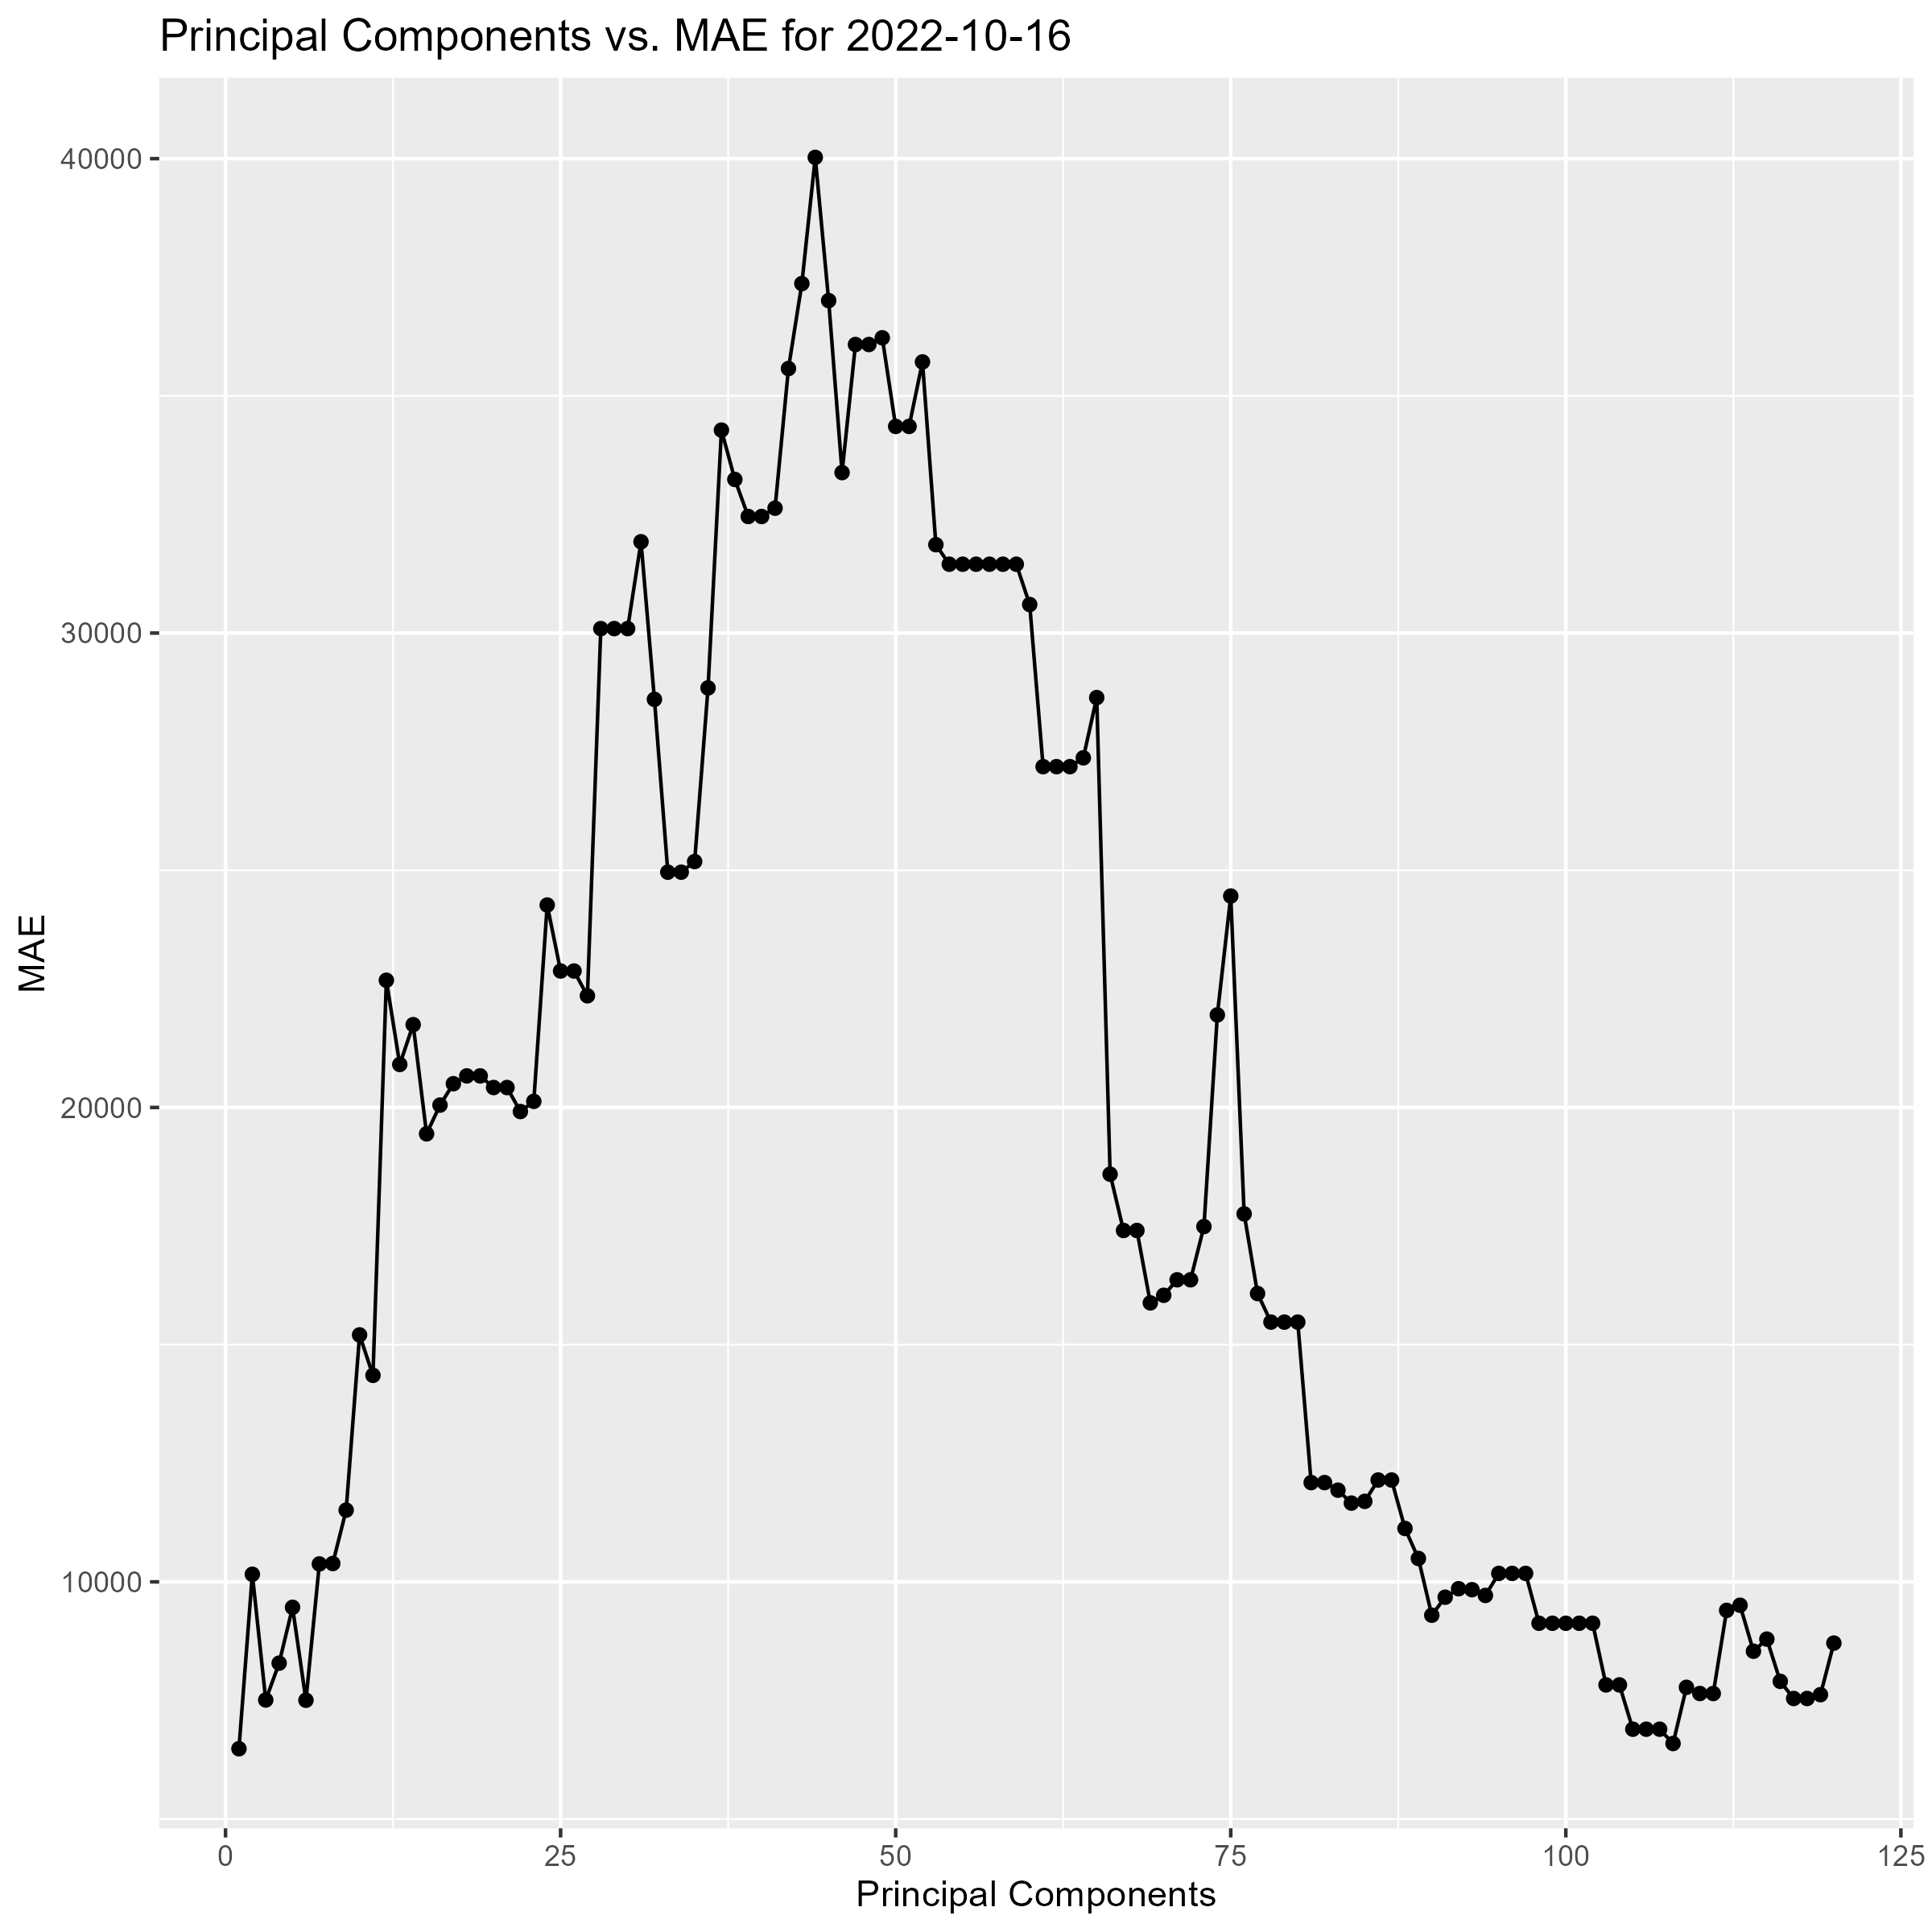 Principal Components vs. MAE for 2022-10-16
40000
30000
20000
10000
MAE
0 25 50 75 100 125
Principal Components